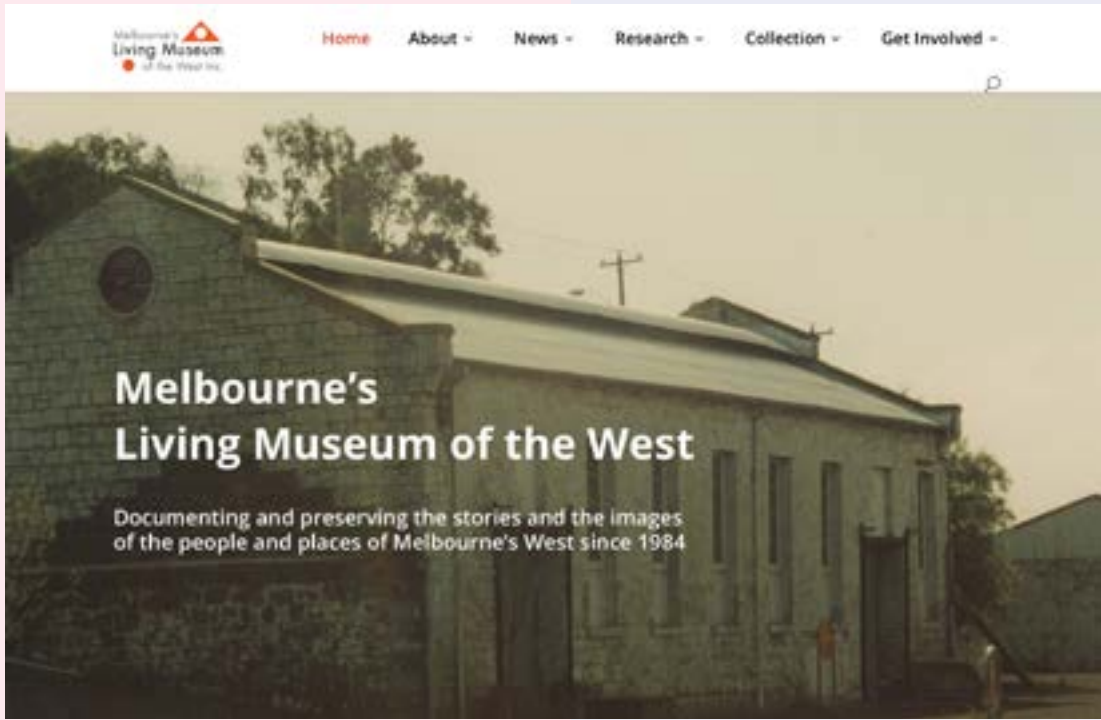 Melbourne's
Living Museum
of the West Inc.
Home
About
News
Research
Collection
Get Involved
Melbourne’s
Living Museum of the West
Documenting and preserving the stories and the images
of the people and places of Melbourne's West since 1984